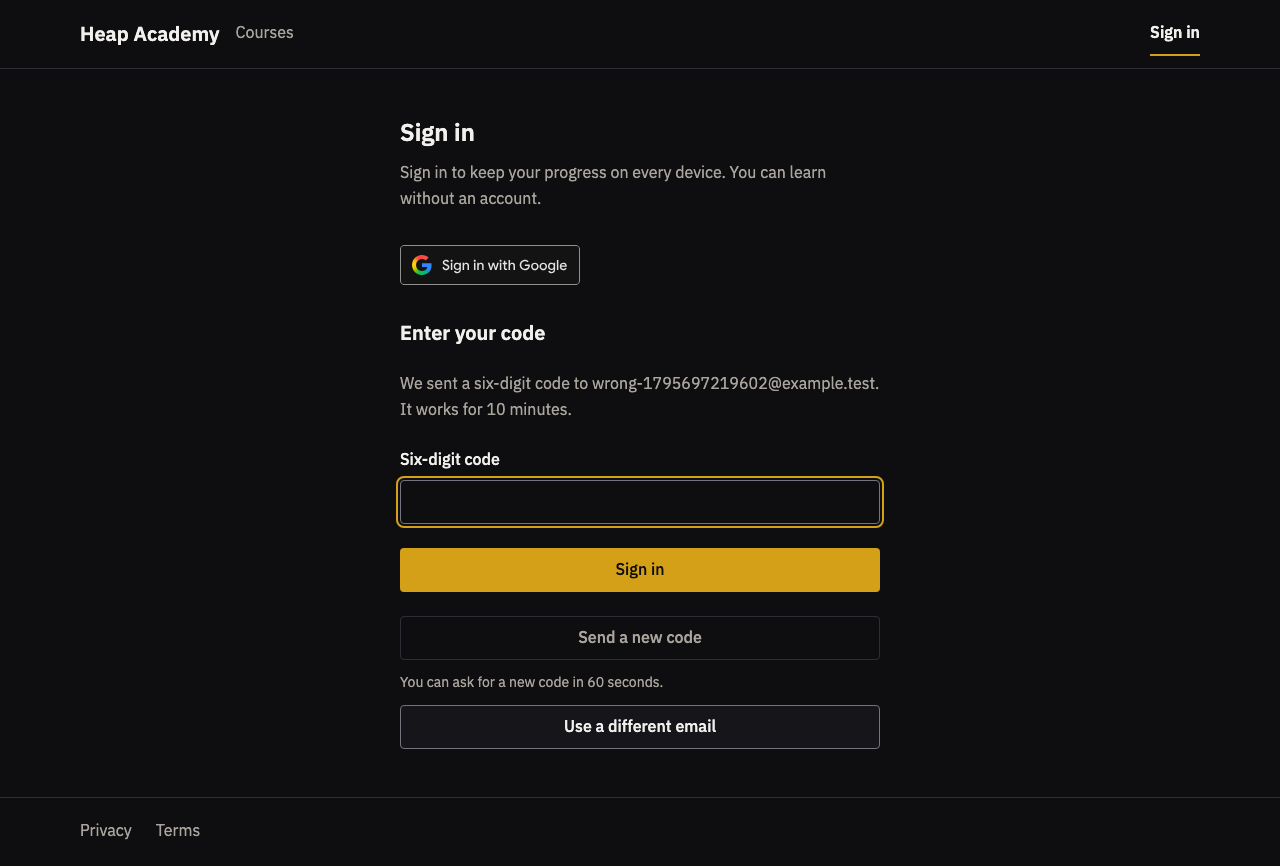 Heap Academy
Courses
Sign in
Sign in
Sign in to keep your progress on every device. You can learn
without an account.
Sign in with Google
Enter your code
We sent a six-digit code to wrong-1795697219602@example.test.
It works for 10 minutes.
Six-digit code
Sign in
Send a new code
You can ask for a new code in 60 seconds.
Use a different email
Privacy
Terms